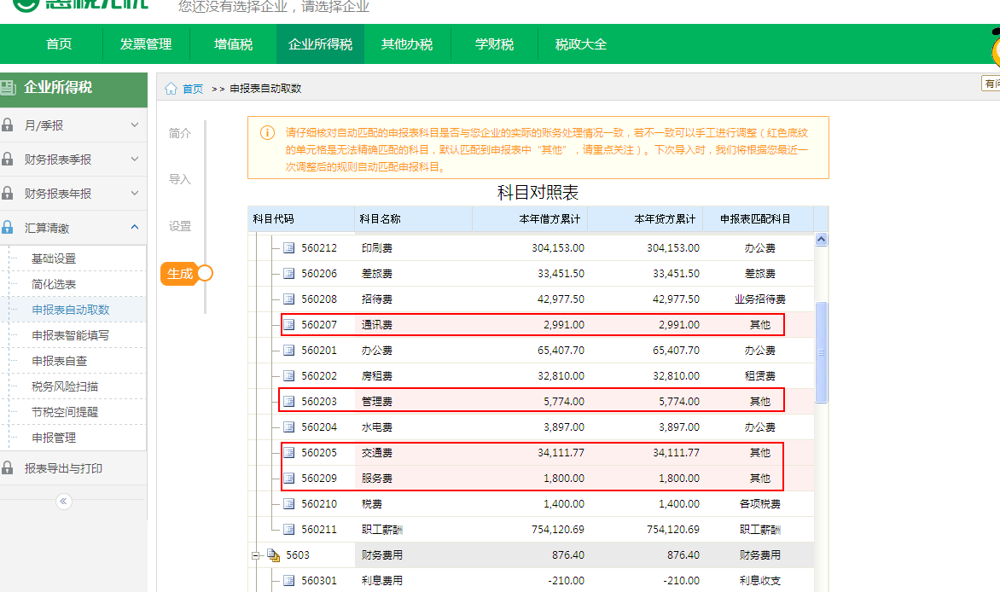 惠税无忧
您还没有选择企业，请选择企业
首页 发票管理 增值税 企业所得税 其他办税 学财税 税政大全
企业所得税
月/季报
财务报表季报
财务报表年报
汇算清缴
基础设置
简化选表
申报表自动取数
申报表智能填写
申报表自查
税务风险扫描
节税空间提醒
申报管理
报表导出与打印
首页 >> 申报表自动取数
有问
简介
导入
设置
生成
请仔细核对自动匹配的申报表科目是否与您企业的实际的账务处理情况一致，若不一致可以手工进行调整（红色底纹
的单元格是无法精确匹配的科目，默认匹配到申报表中“其他”，请重点关注）。下次导入时，我们将根据您最近一
次调整后的规则自动匹配申报科目。
科目对照表
科目代码 科目名称 本年借方累计 本年贷方累计 申报表匹配科目
560212 印刷费 304,153.00 304,153.00 办公费
560206 差旅费 33,451.50 33,451.50 差旅费
560208 招待费 42,977.50 42,977.50 业务招待费
560207 通讯费 2,991.00 2,991.00 其他
560201 办公费 65,407.70 65,407.70 办公费
560202 房租费 32,810.00 32,810.00 租赁费
560203 管理费 5,774.00 5,774.00 其他
560204 水电费 3,897.00 3,897.00 办公费
560205 交通费 34,111.77 34,111.77 其他
560209 服务费 1,800.00 1,800.00 其他
560210 税费 1,400.00 1,400.00 各项税费
560211 职工薪酬 754,120.69 754,120.69 职工薪酬
5603 财务费用 876.40 876.40 财务费用
560301 利息费用 -210.00 -210.00 利息收支